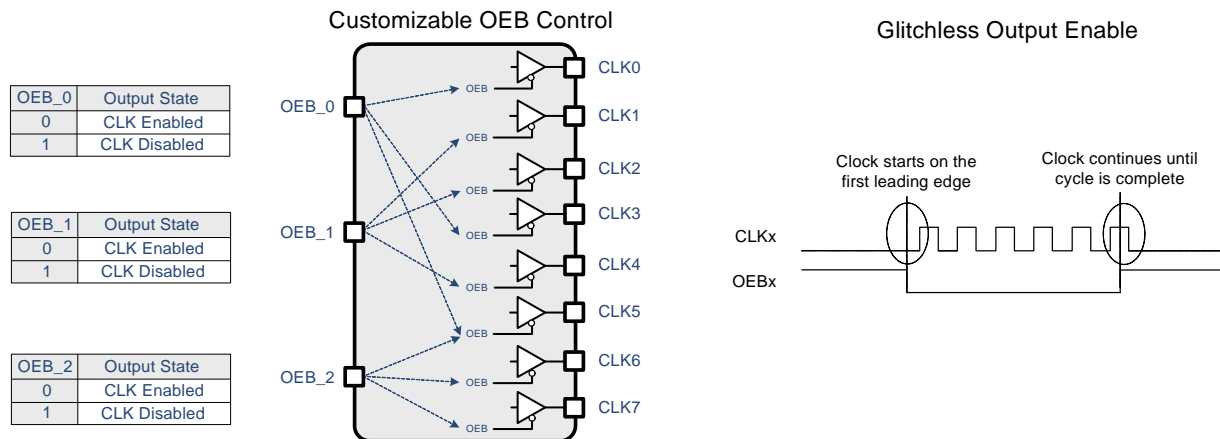 Customizable OEB Control
OEB_0 Output State
0 CLK Enabled
1 CLK Disabled
OEB_1 Output State
0 CLK Enabled
1 CLK Disabled
OEB_2 Output State
0 CLK Enabled
1 CLK Disabled
OEB_0
OEB_1
OEB_2
OEB
OEB
OEB
OEB
OEB
OEB
OEB
OEB
CLK0
CLK1
CLK2
CLK3
CLK4
CLK5
CLK6
CLK7
Glitchless Output Enable
Clock starts on the
first leading edge
Clock continues until
cycle is complete
CLKx
OEBx